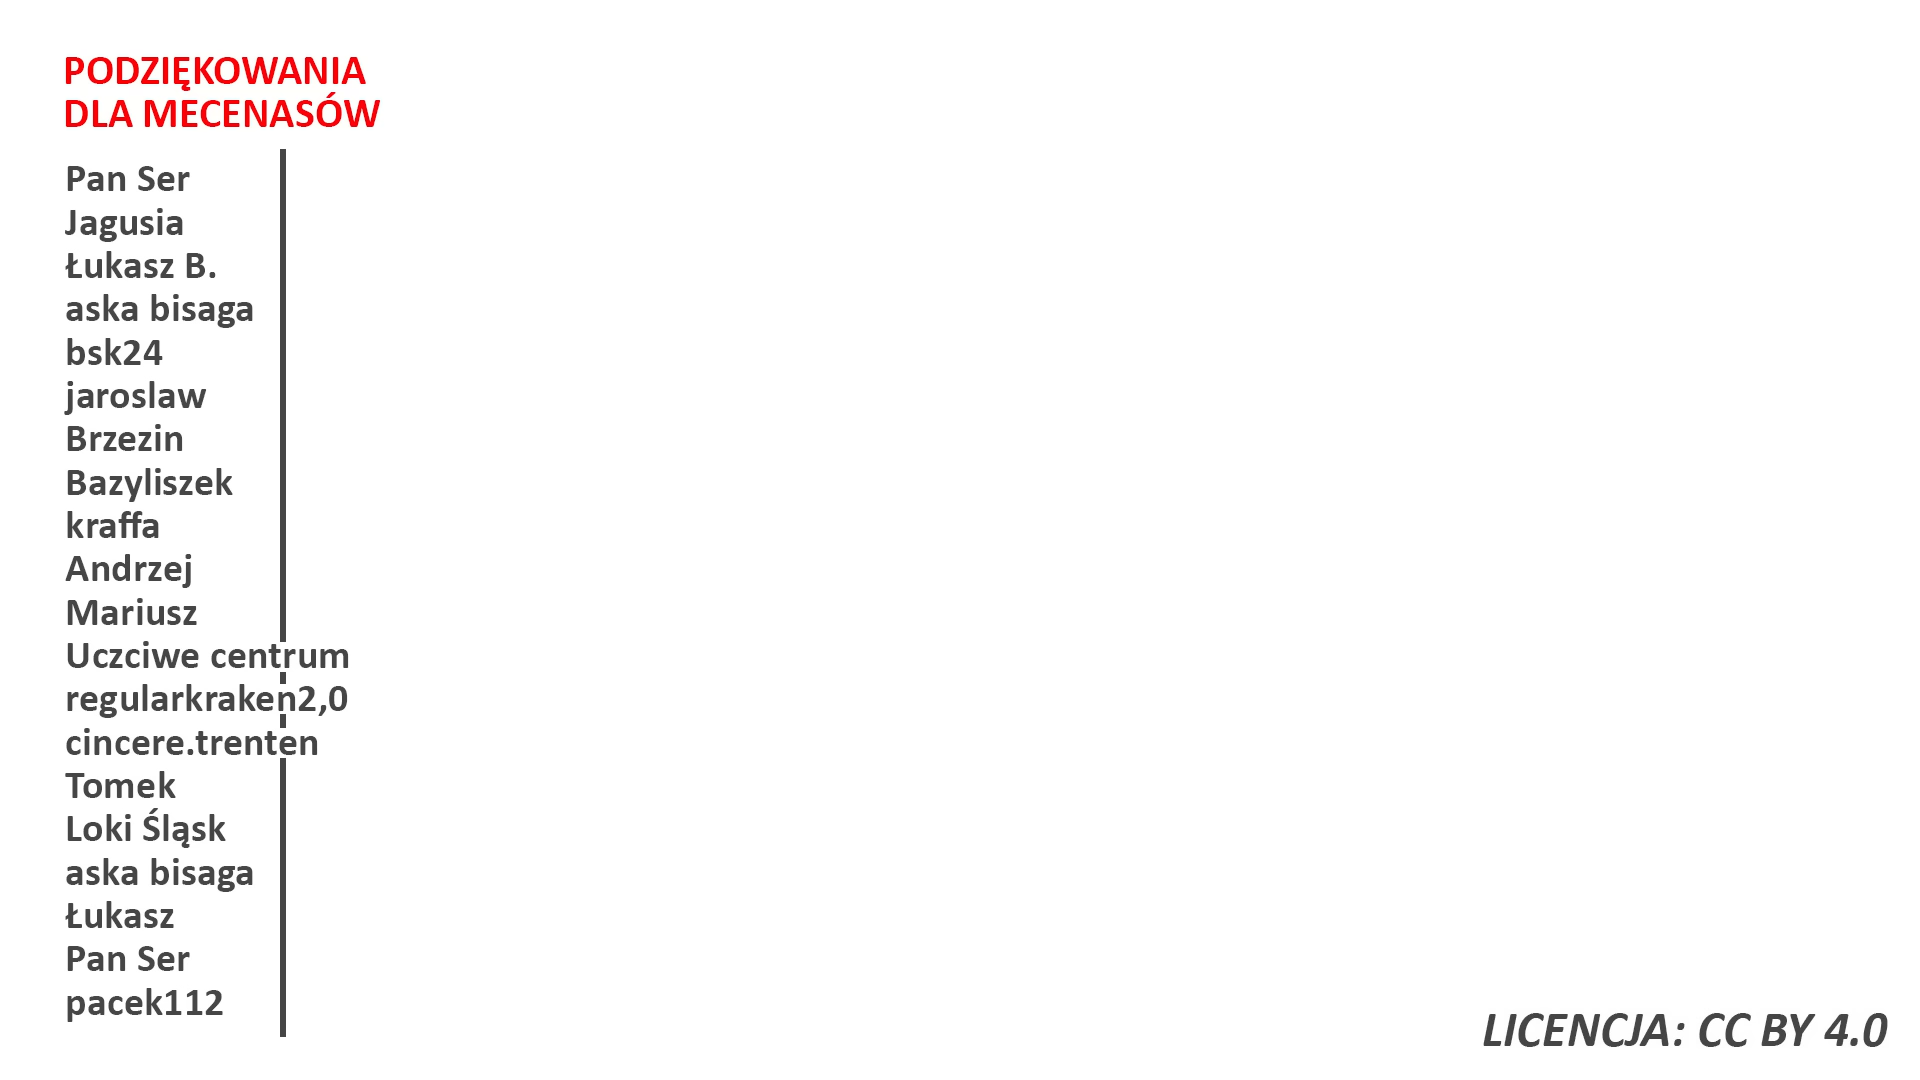 PODZIĘKOWANIA
DLA MECENASÓW
Pan Ser
Jagusia
Łukasz B.
aska bisaga
bsk24
jaroslaw
Brzezin
Bazyliszek
kraffa
Andrzej
Mariusz
Uczciwe centrum
regularkraken2,0
cincere.trenten
Tomek
Loki Śląsk
aska bisaga
Łukasz
Pan Ser
pacek112
LICENCJA: CC BY 4.0